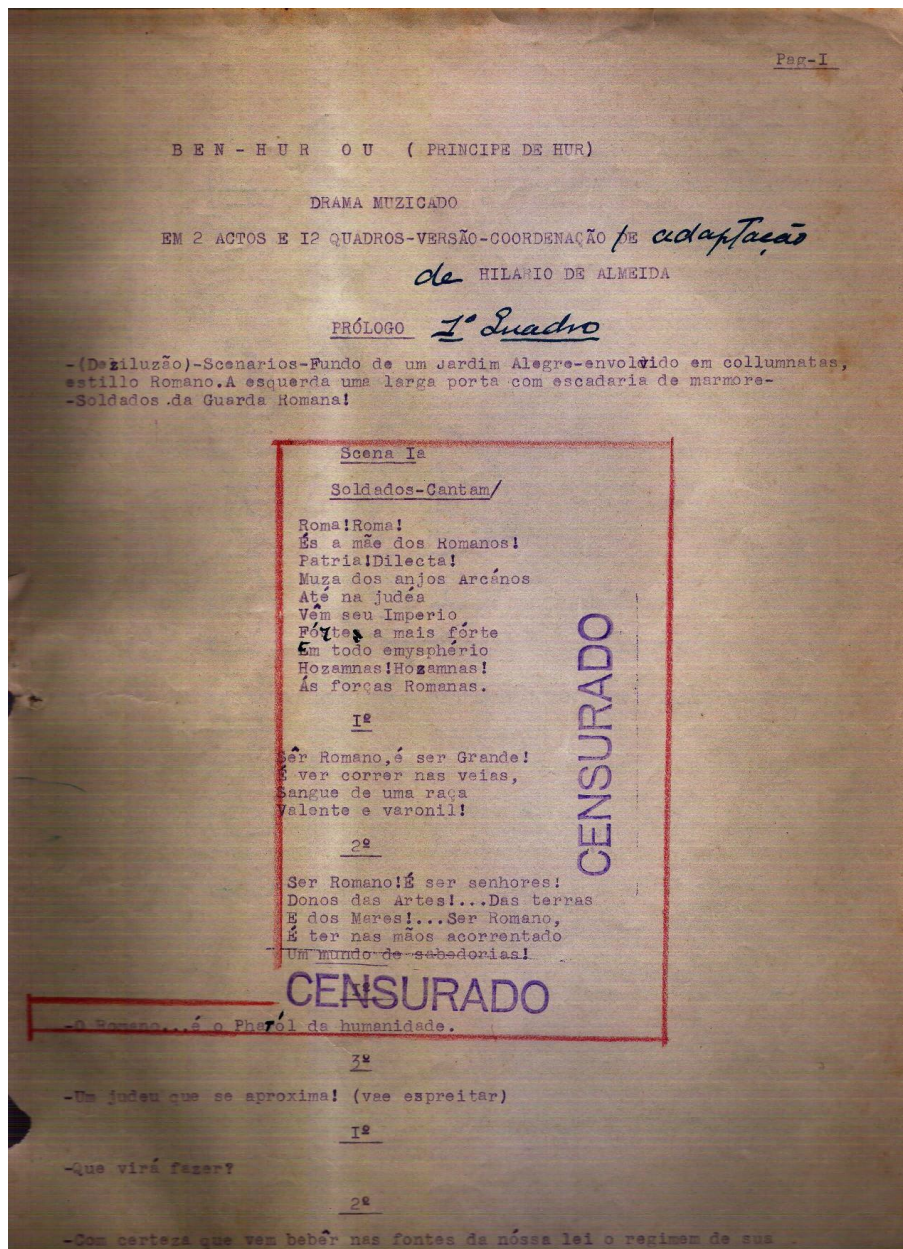 Pag-I
BEN-HUR OU (PRINCIPE DE HUR)
DRAMA MUZICADO
EM 2 ACTOS E I2 QUADROS-VERSÃO-COORDENAÇÃO / DE adaptação
de HILARIO DE ALMEIDA
PRÓLOGO 1º Quadro
-(Deziluzão)-Scenarios-Fundo de um Jardim Alegre-envolvido em collumnatas,
estillo Romano.A esquerda uma larga porta com escadaria de marmore-
-Soldados .da Guarda Romana!
Scena Ia
Soldados-Cantam/
Roma!Roma!
És a mãe dos Romanos!
Patria!Dilecta!
Muza dos anjos Arcános
Até na judéa
Vêm seu Imperio
a mais fórte
Em todo emysphério
Hozamnas!Hozamnas!
Ás forças Romanas.
Iº
Sêr Romano,é ser Grande!
É ver correr nas veias,
Sangue de uma raça
Valente e varonil!
2º
Ser Romano!É ser senhores!
Donos das Artes!...Das terras
E dos Meres!...Ser Romano,
É ter nas mãos acorrentado
Um mundo de sabedorias!
CENSURADO
CENSURADO
Iº
-O Romano...é o Pharól da humanidade.
3º
-Um judeu que se aproxima! (vae espreitar)
Iº
-Que virá fazer?
2º
-Com certeza que vem bebêr nas fontes da nóssa lei o regimem de sua